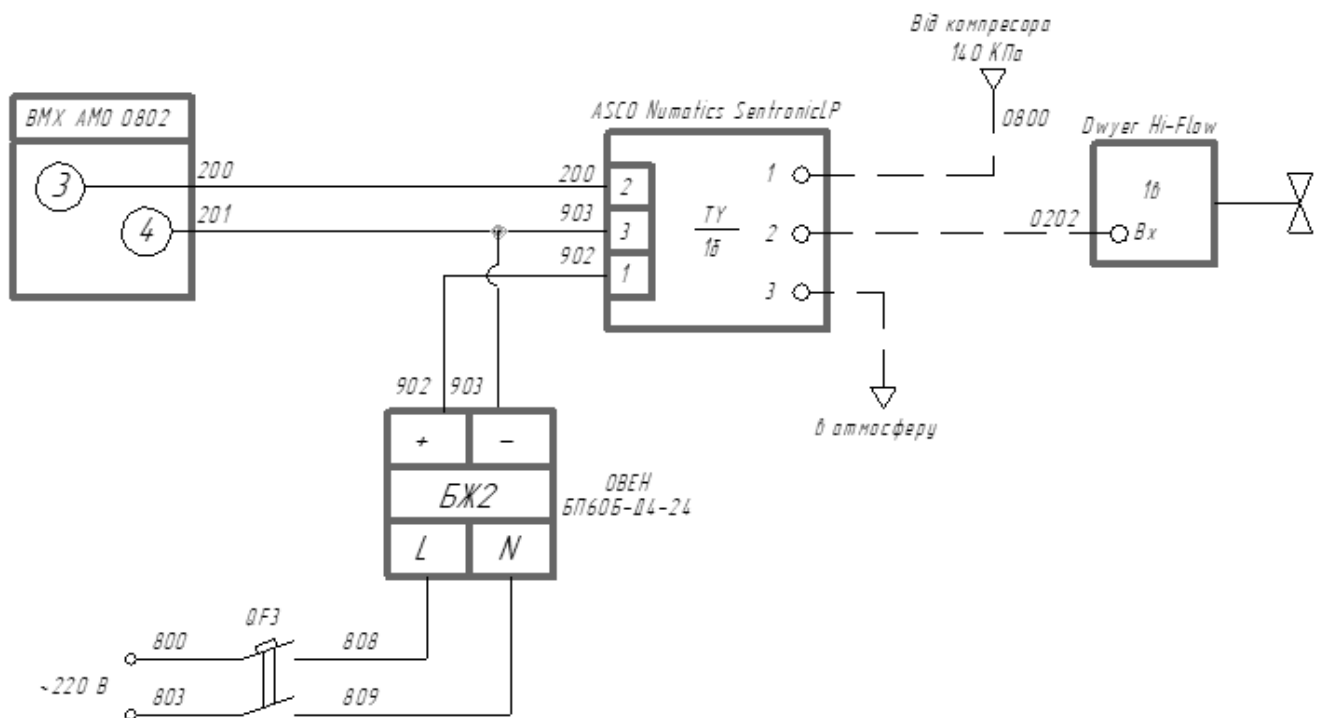 Від компресора
140 КПа
BMX AMO 0802
ASCO Numatics SentronicLP
0800
Dwyer Hi-Flow
3
200
200
2
1
1в
4
201
903
3
TY
1б
2
0202
Вх
902
1
3
902
903
в атмосферу
+
-
БЖ2
ОВЕН
БП60Б-Д4-24
L
N
QF3
800
808
~220 В
803
809